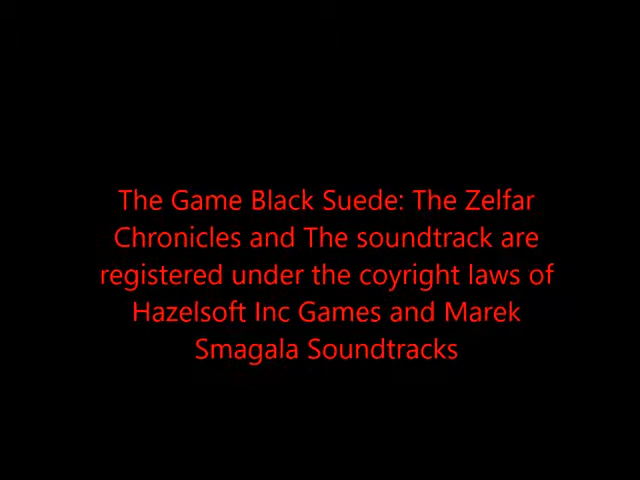 The Game Black Suede: The Zelfar
Chronicles and The soundtrack are
registered under the coyright laws of
Hazelsoft Inc Games and Marek
Smagala Soundtracks